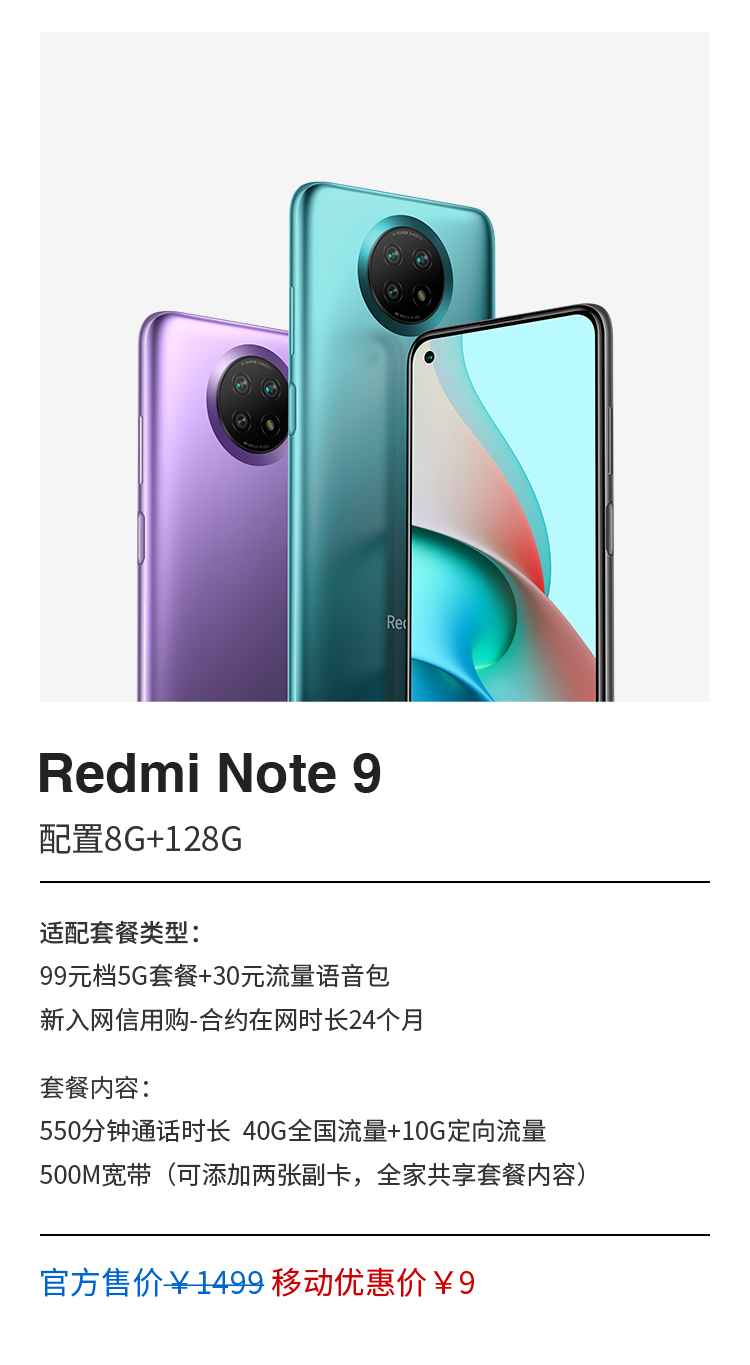 Redmi Note 9
配置8G+128G
适配套餐类型：
99元档5G套餐+30元流量语音包
新入网信用购-合约在网时长24个月
套餐内容：
550分钟通话时长 40G全国流量+10G定向流量
500M宽带（可添加两张副卡，全家共享套餐内容）
官方售价￥1499 移动优惠价￥9